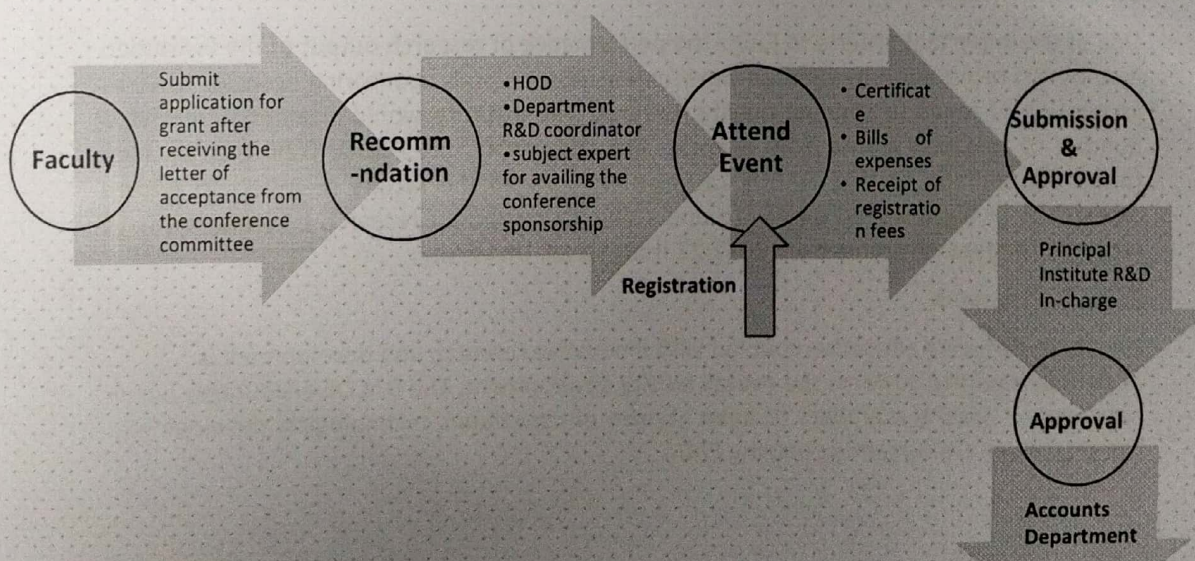 Faculty
Submit
application for
grant after
receiving the
letter of
acceptance from
the conference
committee
Recomm
-ndation
•HOD
•Department
R&D coordinator
•subject expert
for availing the
conference
sponsorship
Attend
Event
Registration
• Certificat
e
• Bills of
expenses
• Receipt of
registratio
n fees
Submission
&
Approval
Principal
Institute R&D
In-charge
Approval
Accounts
Department